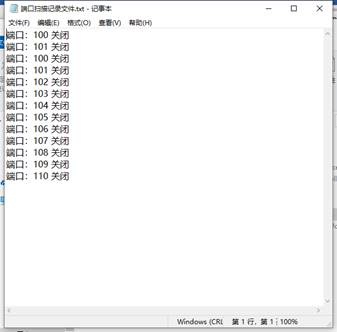 端口扫描记录文件.txt - 记事本
文件(F) 编辑(E) 格式(O) 查看(V) 帮助(H)
端口：100 关闭
端口：101 关闭
端口：100 关闭
端口：101 关闭
端口：102 关闭
端口：103 关闭
端口：104 关闭
端口：105 关闭
端口：106 关闭
端口：107 关闭
端口：108 关闭
端口：109 关闭
端口：110 关闭
Windows (CRL 第 1 行，第 1 100%